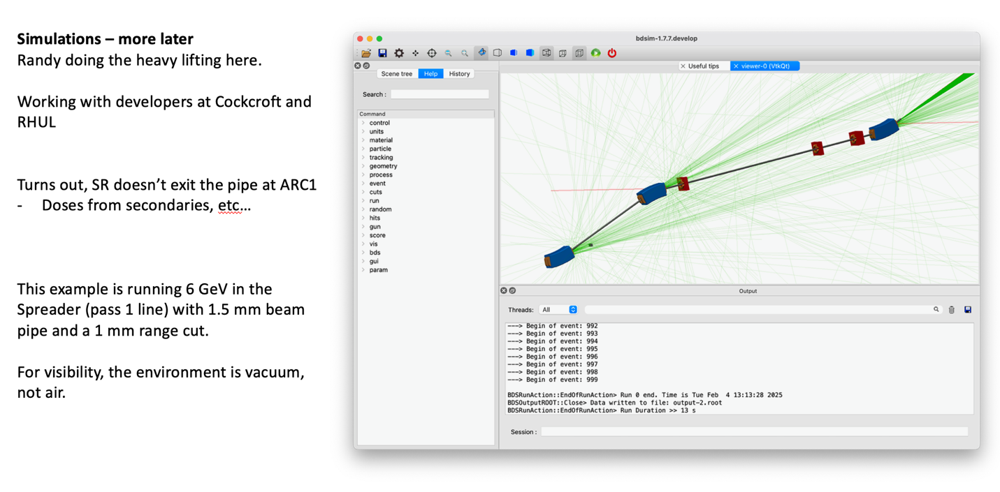 Simulations – more later
Randy doing the heavy lifting here.
Working with developers at Cockcroft and
RHUL
Turns out, SR doesn’t exit the pipe at ARC1
- Doses from secondaries, etc…
This example is running 6 GeV in the
Spreader (pass 1 line) with 1.5 mm beam
pipe and a 1 mm range cut.
For visibility, the environment is vacuum,
not air.
bdsim-1.7.7.develop
Scene tree Help History
Search :
Command
control
units
material
particle
tracking
geometry
process
event
cuts
run
random
hits
gun
score
vis
bds
gui
param
Useful tips viewer-0 (VtkQt)
Output
Threads: All
---> Begin of event: 992
---> Begin of event: 993
---> Begin of event: 994
---> Begin of event: 995
---> Begin of event: 996
---> Begin of event: 997
---> Begin of event: 998
---> Begin of event: 999
BDSRunAction::EndOfRunAction> Run 0 end. Time is Tue Feb  4 13:13:28 2025
BDSOutputROOT::Close> Data written to file: output-2.root
BDSRunAction::EndOfRunAction> Run Duration >> 13 s
Session :